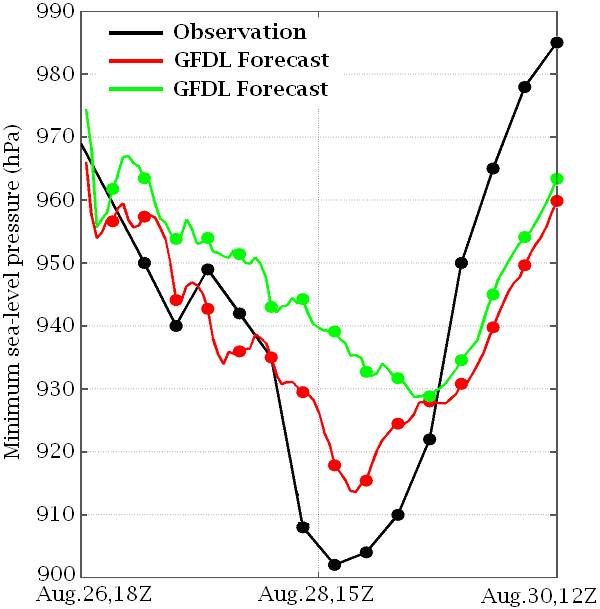 990
980
970
960
950
940
930
920
910
900
Minimum sea-level pressure (hPa)
Observation
GFDL Forecast
GFDL Forecast
Aug.26,18Z
Aug.28,15Z
Aug.30,12Z